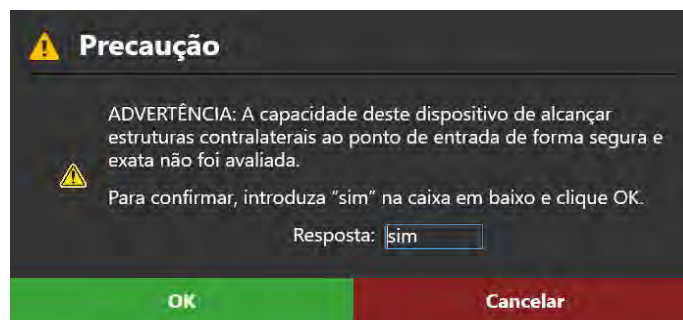 Precaução
ADVERTÊNCIA: A capacidade deste dispositivo de alcançar
estruturas contralaterais ao ponto de entrada de forma segura e
exata não foi avaliada.
Para confirmar, introduza “sim” na caixa em baixo e clique OK.
Resposta: sim
OK
Cancelar